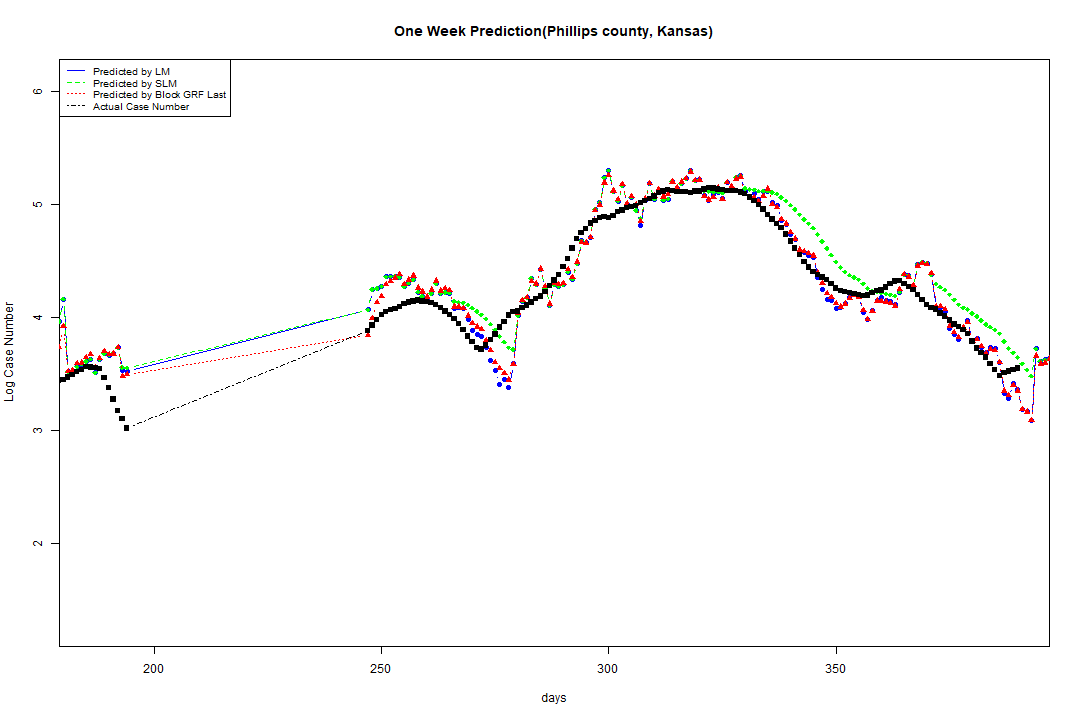 One Week Prediction(Phillips county, Kansas)
Predicted by LM
Predicted by SLM
Predicted by Block GRF Last
Actual Case Number
Log Case Number
6
5
4
3
2
200
250
300
350
days